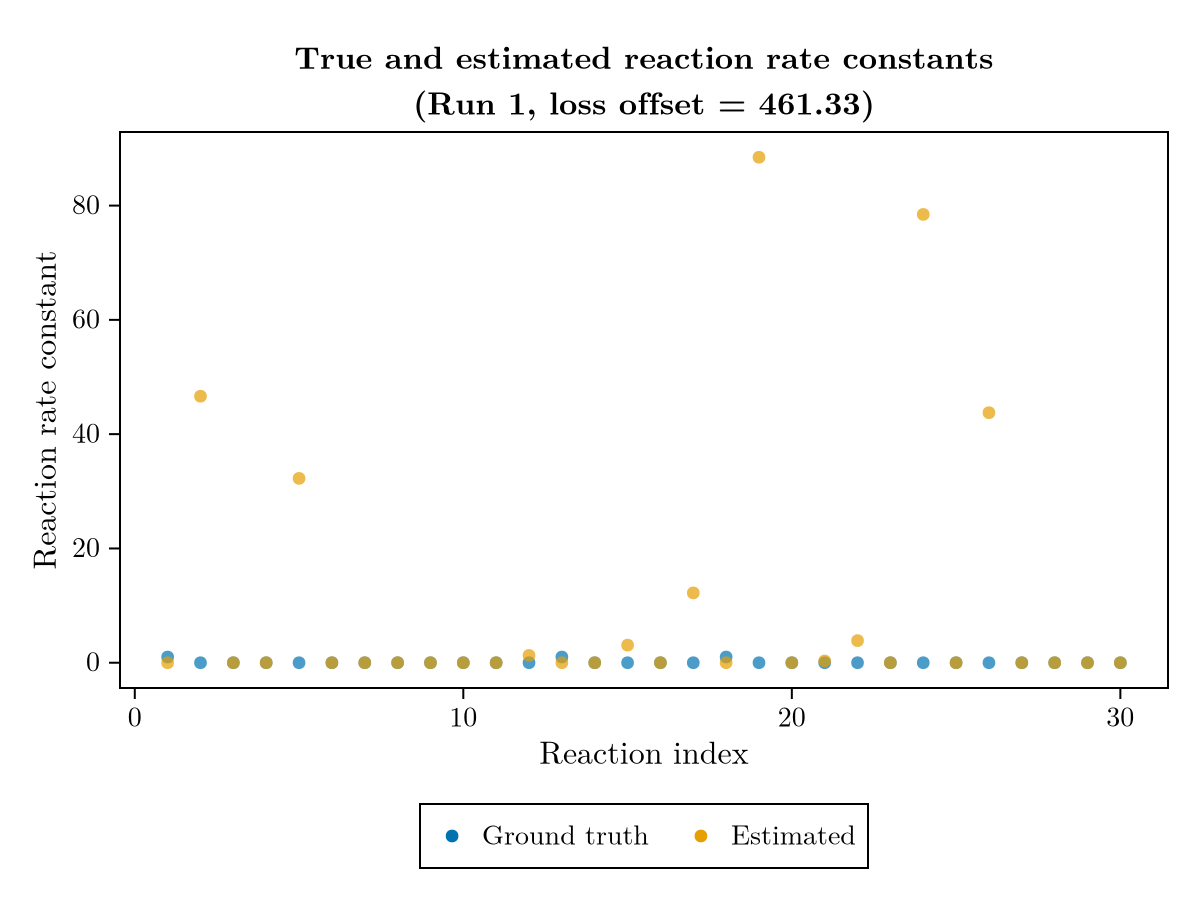 True and estimated reaction rate constants
(Run 1, loss offset = 461.33)
80
60
40
20
0
Reaction rate constant
0 10 20 30
Reaction index
Ground truth Estimated